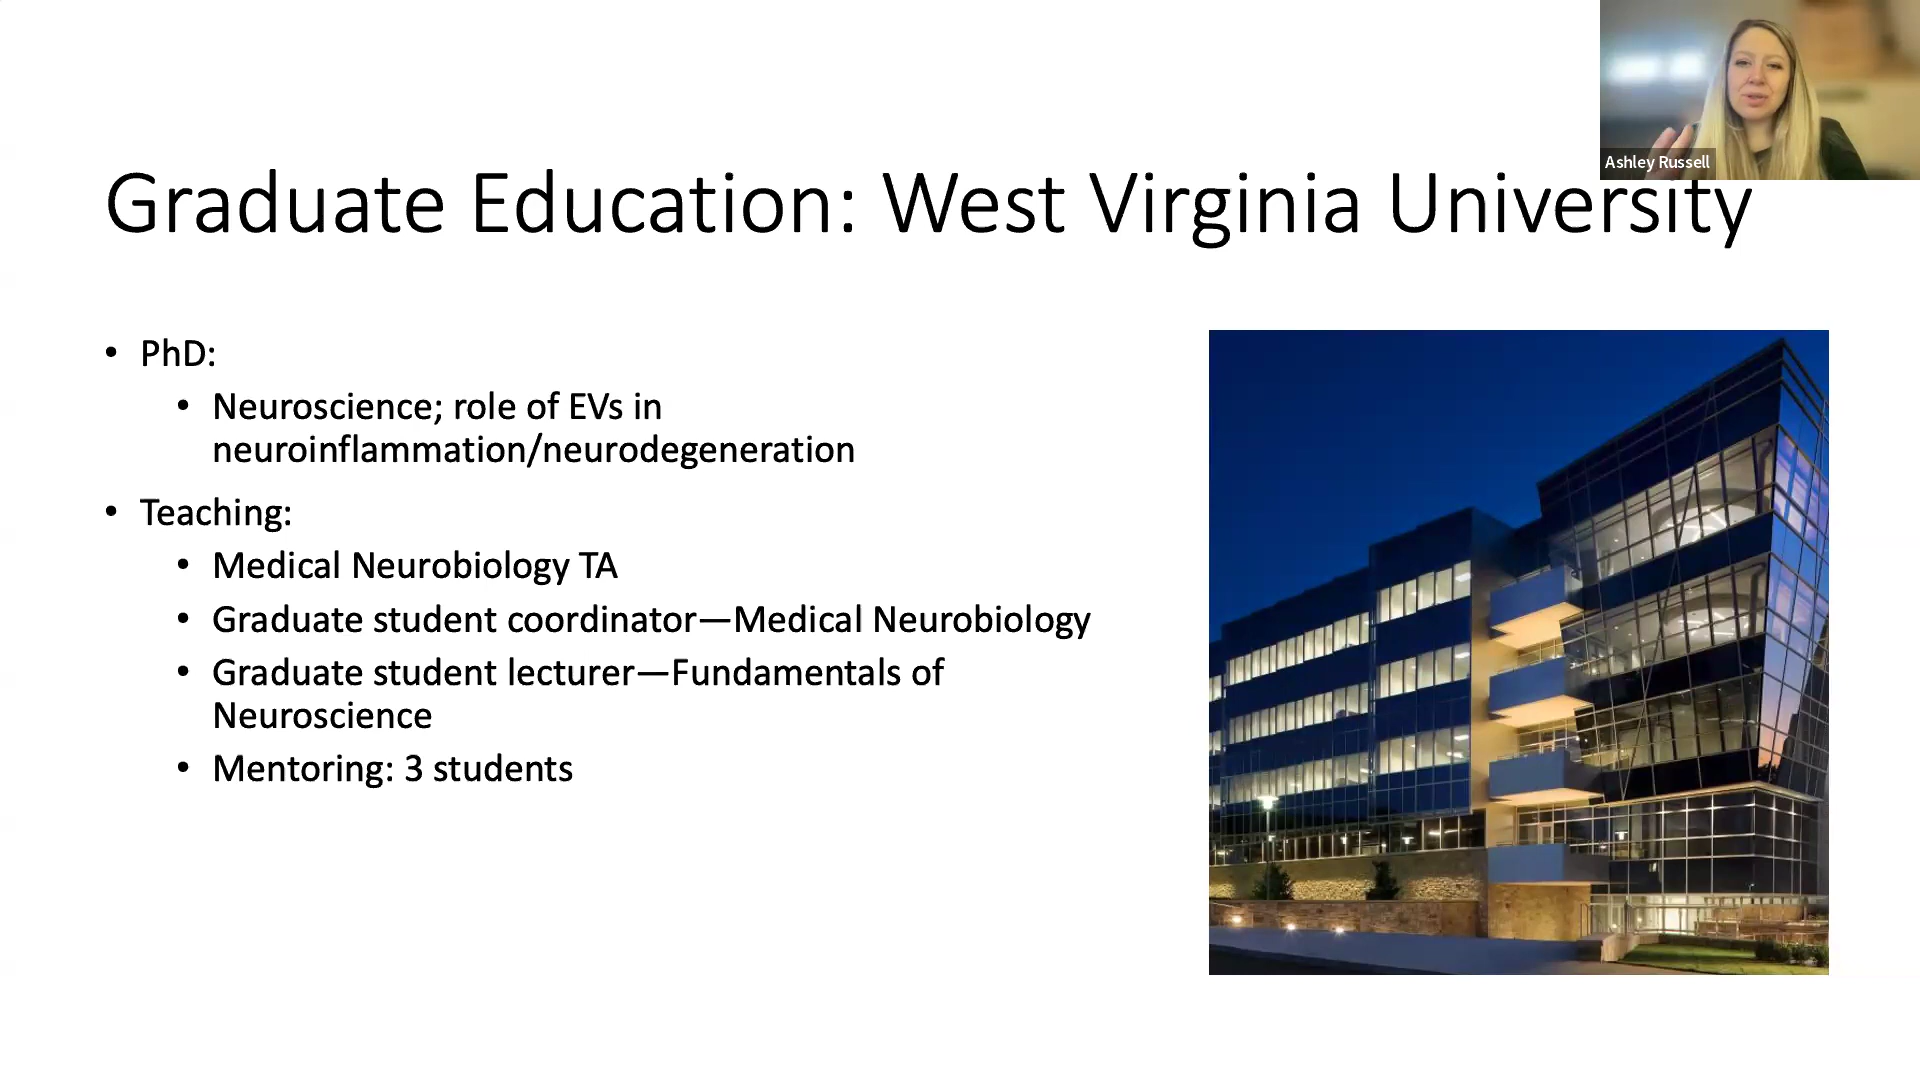 Ashley Russell
Graduate Education: West Virginia University
• PhD:
• Neuroscience; role of EVs in
neuroinflammation/neurodegeneration
• Teaching:
• Medical Neurobiology TA
• Graduate student coordinator—Medical Neurobiology
• Graduate student lecturer—Fundamentals of
Neuroscience
• Mentoring: 3 students